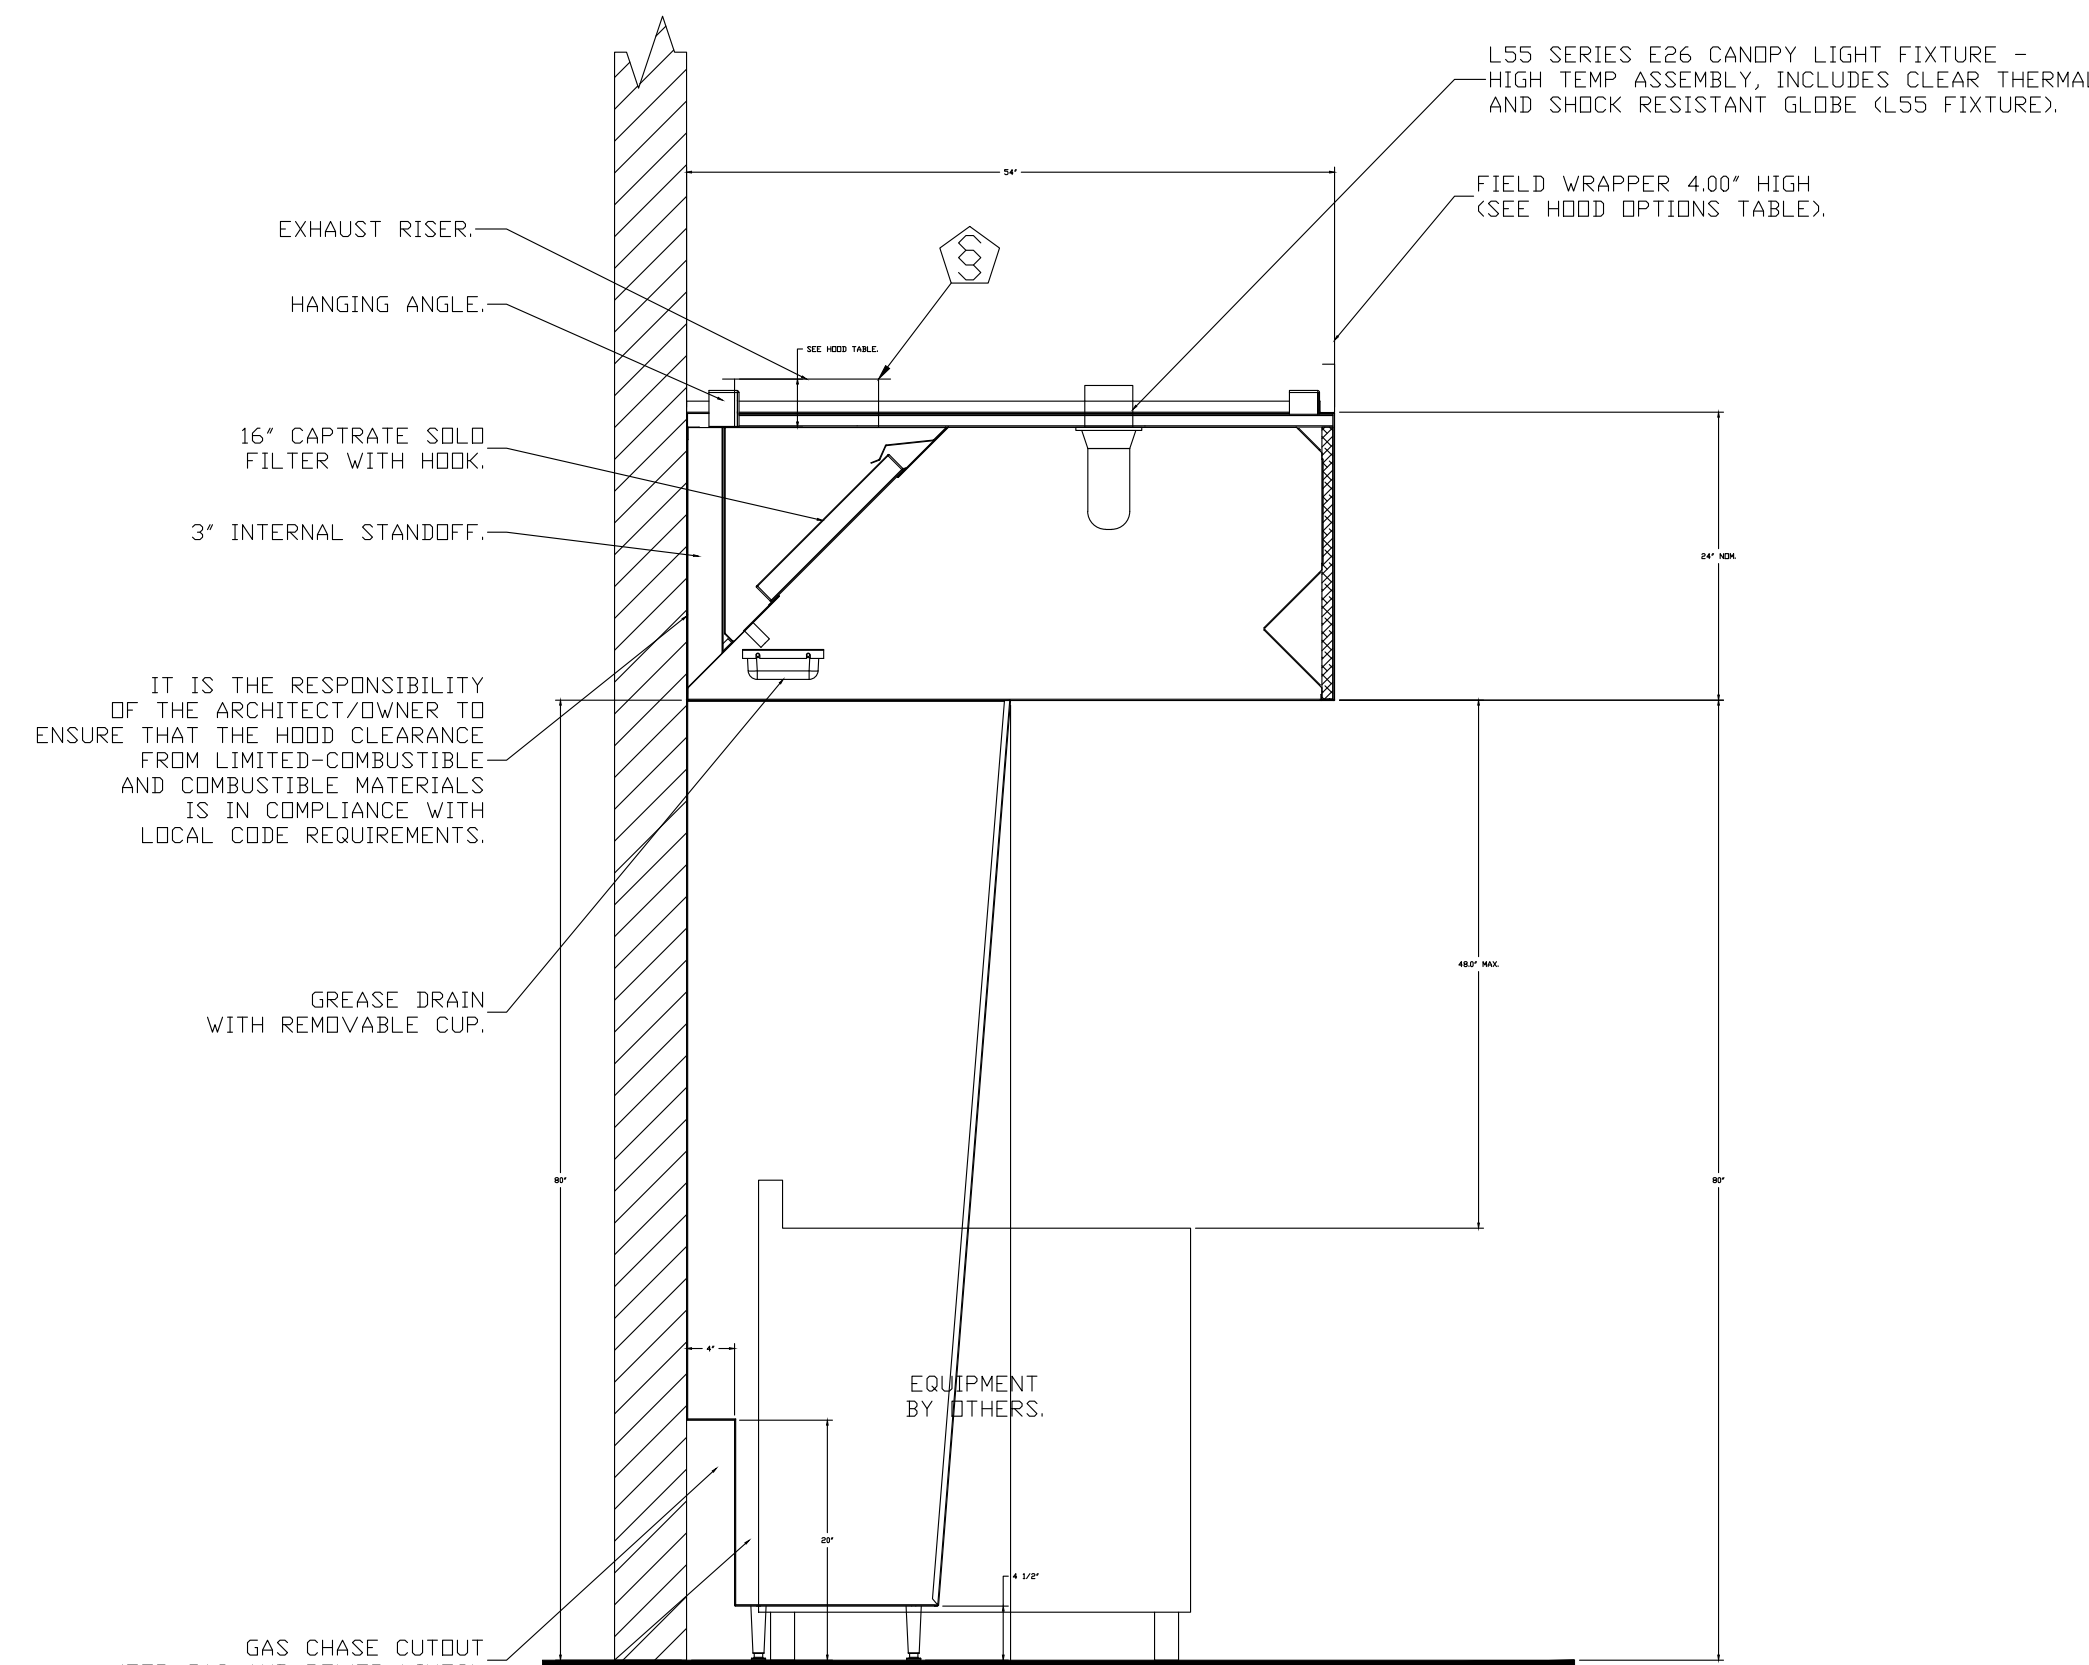 L55 SERIES E26 CANOPY LIGHT FIXTURE -
HIGH TEMP ASSEMBLY, INCLUDES CLEAR THERMAL
AND SHOCK RESISTANT GLOBE (L55 FIXTURE).
54"
FIELD WRAPPER 4.00" HIGH
(SEE HOOD OPTIONS TABLE).
EXHAUST RISER.
HANGING ANGLE.
SEE HOOD TABLE.
16" CAPTRATE SOLO
FILTER WITH HOOK.
3" INTERNAL STANDOFF.
24" NOM.
IT IS THE RESPONSIBILITY
OF THE ARCHITECT/OWNER TO
ENSURE THAT THE HOOD CLEARANCE
FROM LIMITED-COMBUSTIBLE
AND COMBUSTIBLE MATERIALS
IS IN COMPLIANCE WITH
LOCAL CODE REQUIREMENTS.
48.0" MAX.
GREASE DRAIN
WITH REMOVABLE CUP.
80"
80"
4"
EQUIPMENT
BY OTHERS.
20"
4 1/2"
GAS CHASE CUTOUT